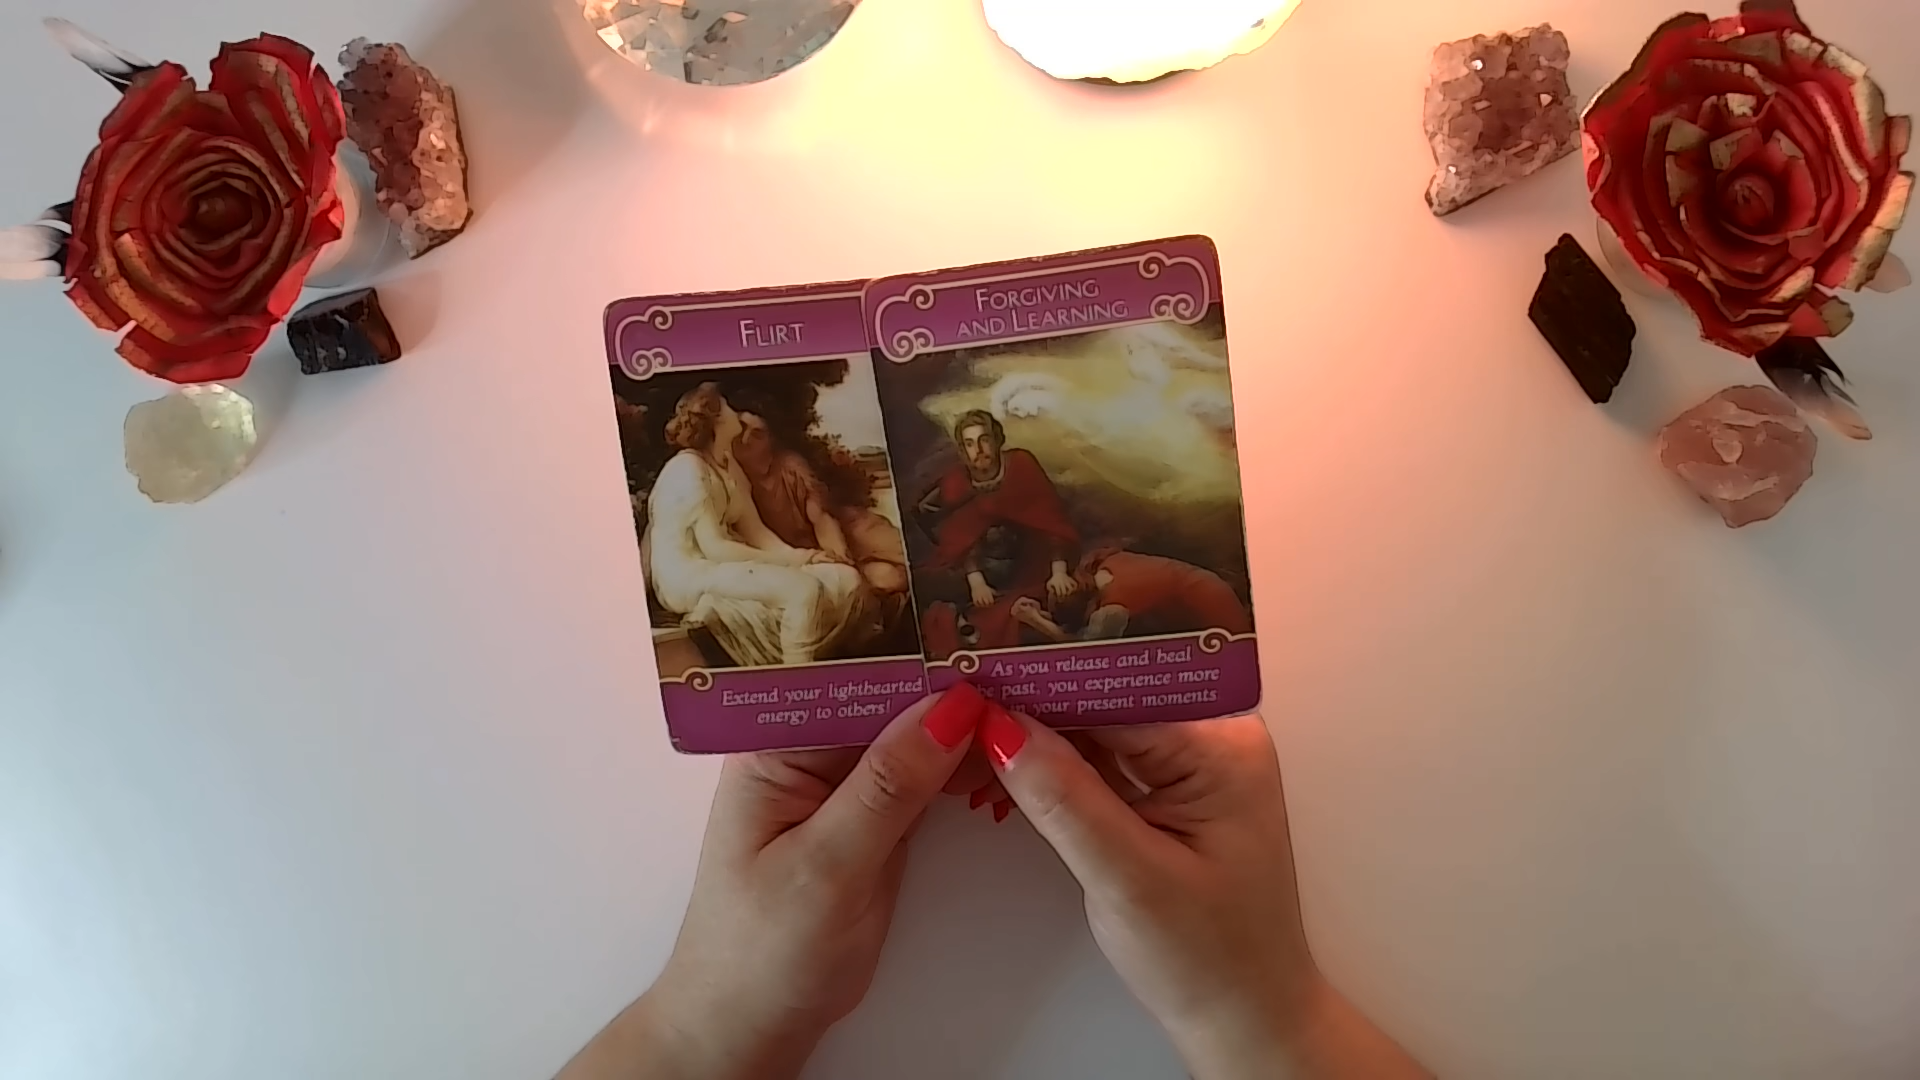 FLIRT
Extend your lighthearted
energy to others!
FORGIVING
AND LEARNING
As you release and heal
past, you experience more
in your present moments